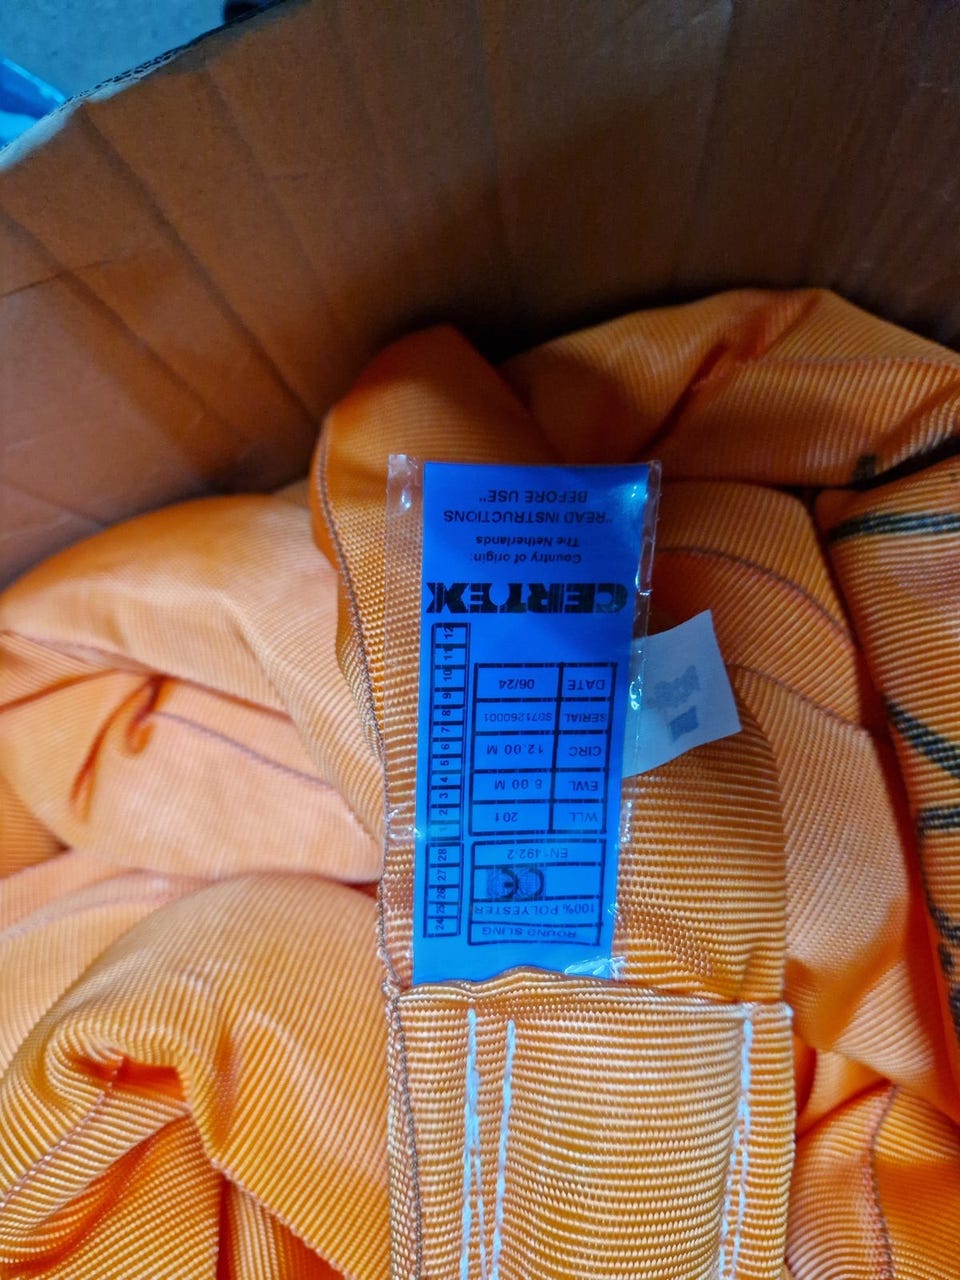 ROUND SLING
100% POLYESTER
CE
EN 1492-2
WLL 20 t
EWL 6.00 M
CIRC 12.00 M
SERIAL S071260001
DATE 06/24
24 25 26 27 28
1 2 3 4 5 6 7 8 9 10 11 12
CERTEX
Country of origin:
The Netherlands
"READ INSTRUCTIONS
BEFORE USE"